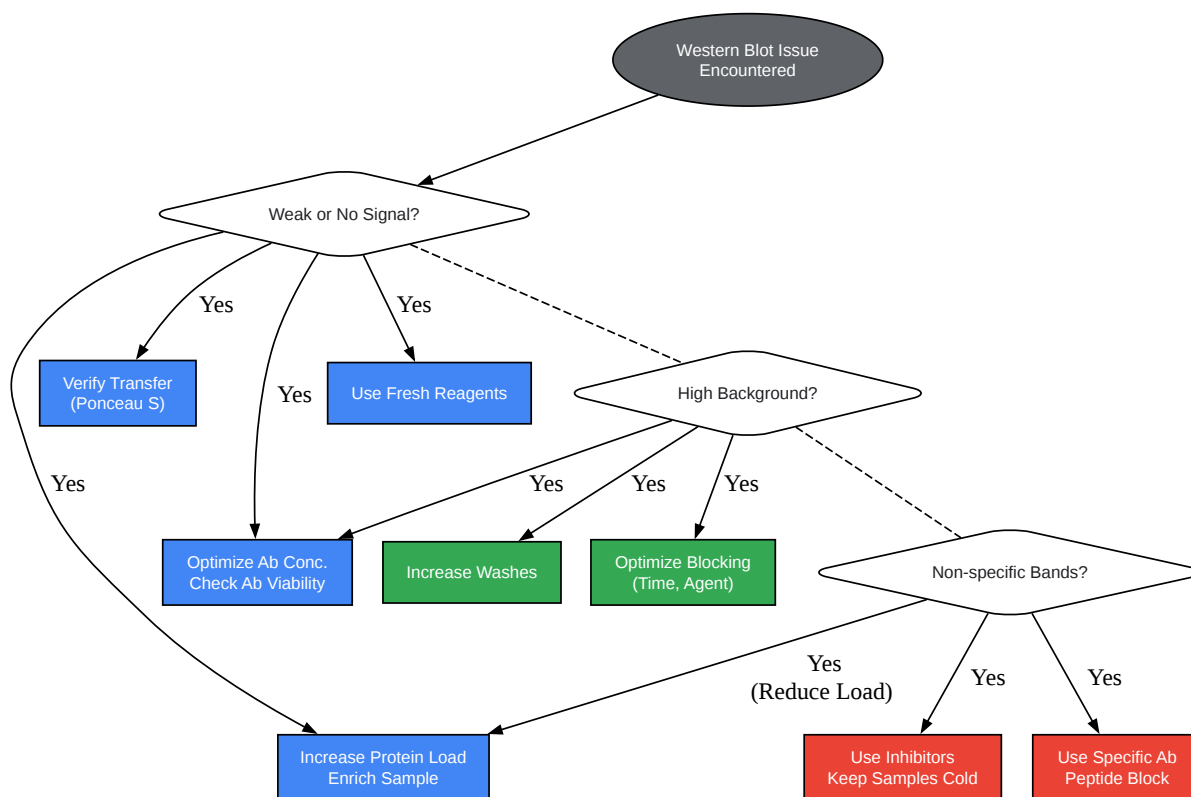 Western Blot Issue
Encountered
Weak or No Signal?
Yes
Yes
Verify Transfer
(Ponceau S)
Use Fresh Reagents
Yes
High Background?
Yes
Yes
Yes
Yes
Optimize Ab Conc.
Check Ab Viability
Increase Washes
Optimize Blocking
(Time, Agent)
Non-specific Bands?
Yes
(Reduce Load)
Yes
Yes
Increase Protein Load
Enrich Sample
Use Inhibitors
Keep Samples Cold
Use Specific Ab
Peptide Block